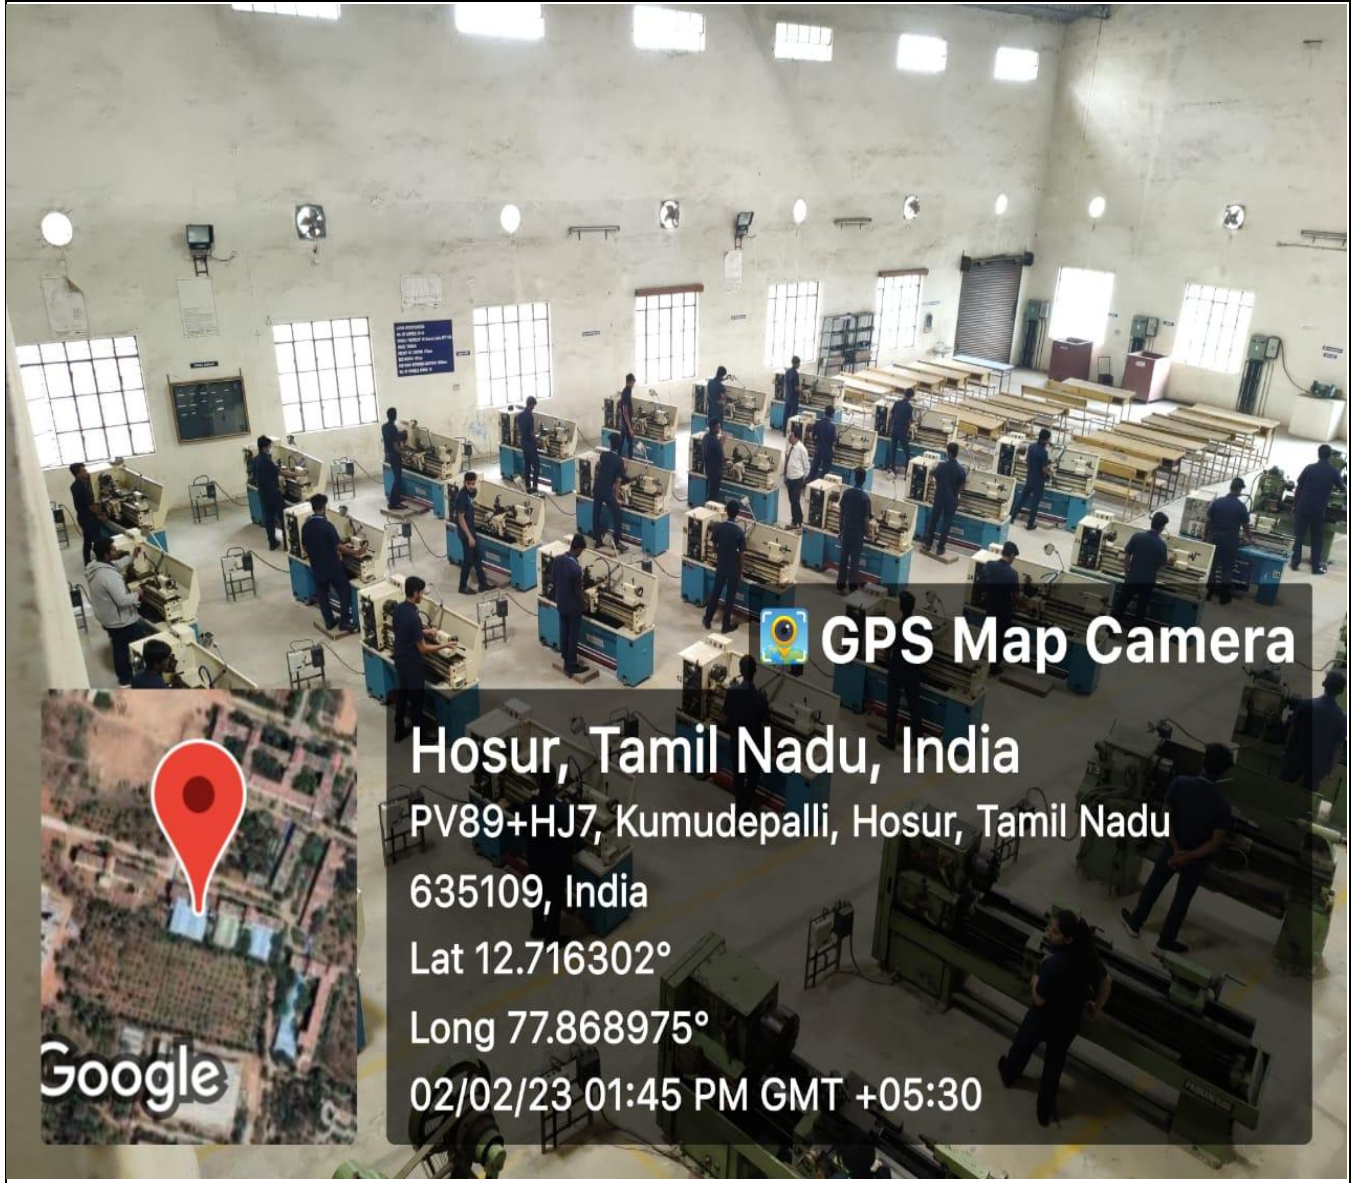 GPS Map Camera
Hosur, Tamil Nadu, India
PV89+HJ7, Kumudepalli, Hosur, Tamil Nadu
635109, India
Lat 12.716302°
Long 77.868975°
02/02/23 01:45 PM GMT +05:30
Google